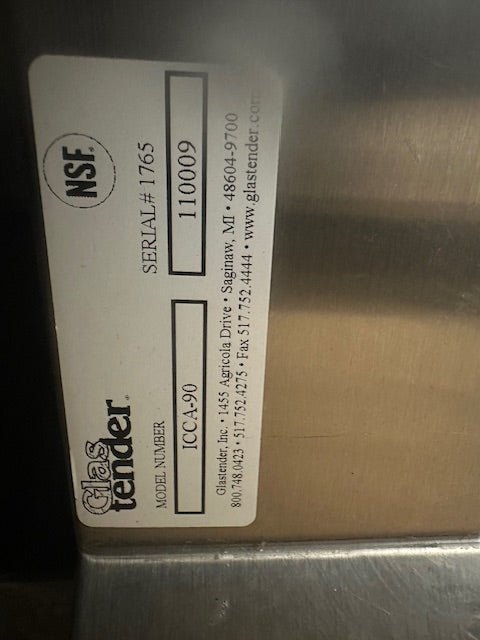 Glas
tender
NSF
MODEL NUMBER
ICCA-90
SERIAL# 1765
110009
Glastender, Inc. • 1455 Agricola Drive • Saginaw, MI • 48604-9700
800.748.0423 • 517.752.4275 • Fax 517.752.4444 • www.glastender.com